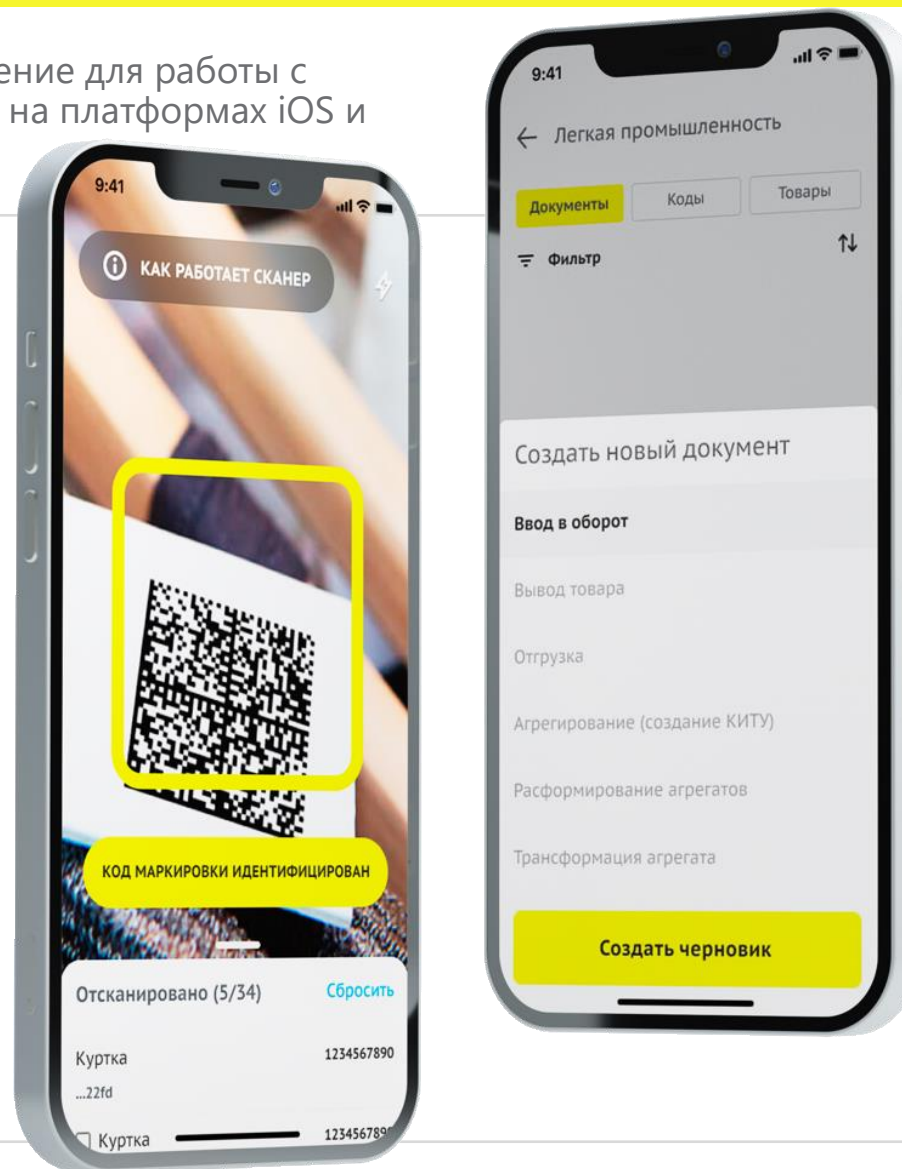 ение для работы с
на платформах iOS и
9:41
КАК РАБОТАЕТ СКАНЕР
КОД МАРКИРОВКИ ИДЕНТИФИЦИРОВАН
Отсканировано (5/34) Сбросить
Куртка 1234567890
...22fd
Куртка 123456789
9:41
Легкая промышленность
Документы Коды Товары
Фильтр
Создать новый документ
Ввод в оборот
Вывод товара
Отгрузка
Агрегирование (создание КИТУ)
Расформирование агрегатов
Трансформация агрегата
Создать черновик